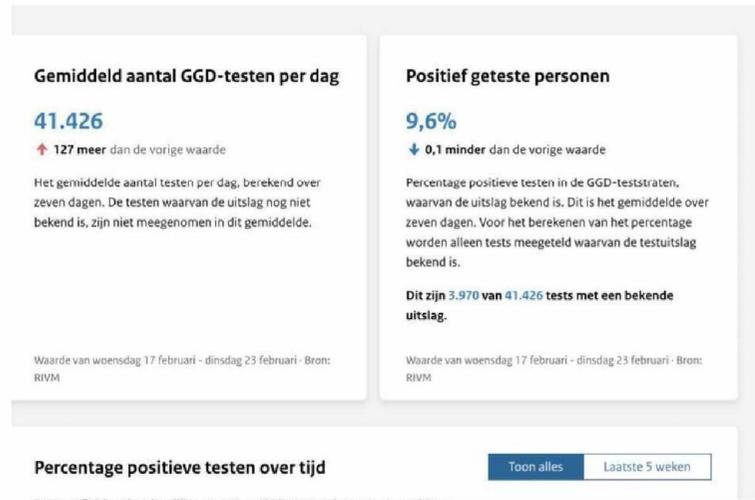 Gemiddeld aantal GGD-testen per dag
41.426
127 meer dan de vorige waarde
Het gemiddelde aantal testen per dag, berekend over
zeven dagen. De testen waarvan de uitslag nog niet
bekend is, zijn niet meegenomen in dit gemiddelde.
Waarde van woensdag 17 februari - dinsdag 23 februari · Bron:
RIVM
Positief geteste personen
9,6%
0,1 minder dan de vorige waarde
Percentage positieve testen in de GGD-teststraten,
waarvan de uitslag bekend is. Dit is het gemiddelde over
zeven dagen. Voor het berekenen van het percentage
worden alleen tests meegeteld waarvan de testuitslag
bekend is.
Dit zijn 3.970 van 41.426 tests met een bekende
uitslag.
Waarde van woensdag 17 februari - dinsdag 23 februari · Bron:
RIVM
Percentage positieve testen over tijd
Toon alles
Laatste 5 weken